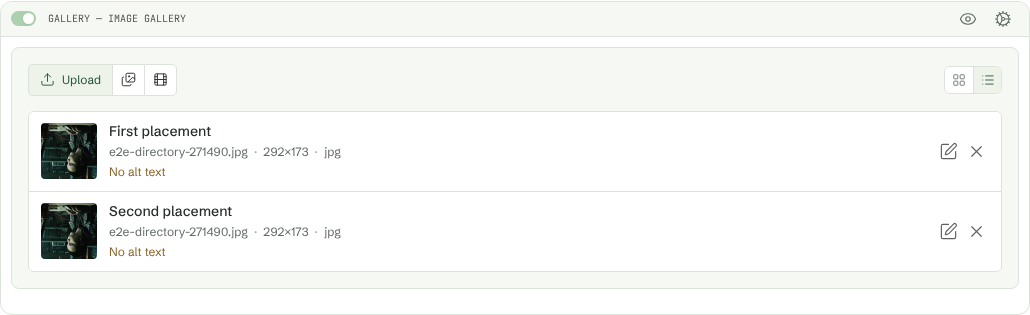 GALLERY — IMAGE GALLERY
Upload
First placement
e2e-directory-271490.jpg · 292×173 · jpg
No alt text
Second placement
e2e-directory-271490.jpg · 292×173 · jpg
No alt text